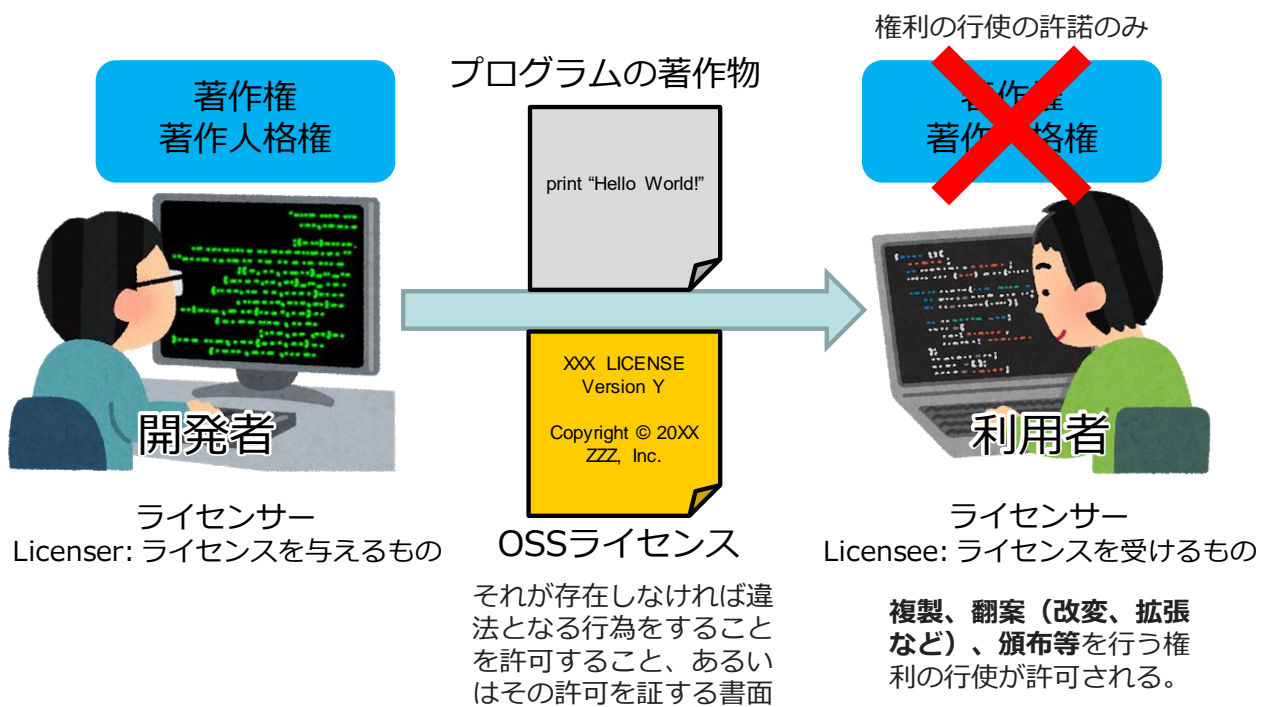 権利の行使の許諾のみ
著作権
著作人格権
プログラムの著作物
print “Hello World!”
XXX LICENSE
Version Y
Copyright © 20XX
ZZZ, Inc.
開発者
利用者
ライセンサー
Licenser: ライセンスを与えるもの
OSSライセンス
それが存在しなければ違
法となる行為をすること
を許可すること、あるい
はその許可を証する書面
ライセンサー
Licensee: ライセンスを受けるもの
複製、翻案（改変、拡張
など）、頒布等を行う権
利の行使が許可される。